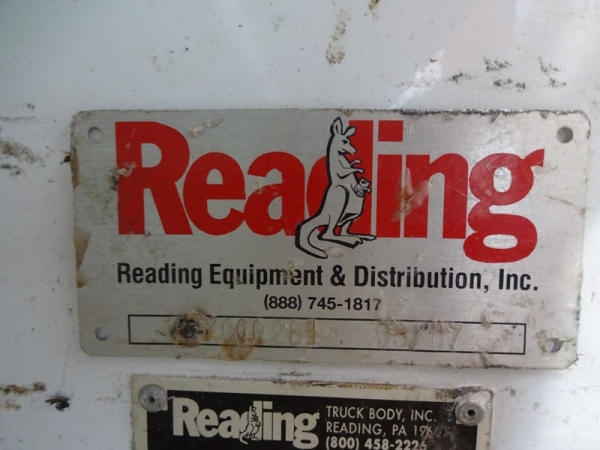 Reading
Reading Equipment & Distribution, Inc.
(888) 745-1817
Reading
TRUCK BODY, INC.
READING, PA
(800) 458-2226